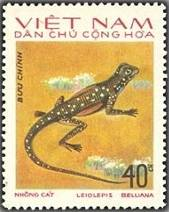 VIỆT NAM
DÂN CHỦ CỘNG HÒA
BƯU CHÍNH
40
NHÔNG CÁT LEIOLEPIS BELLIANA